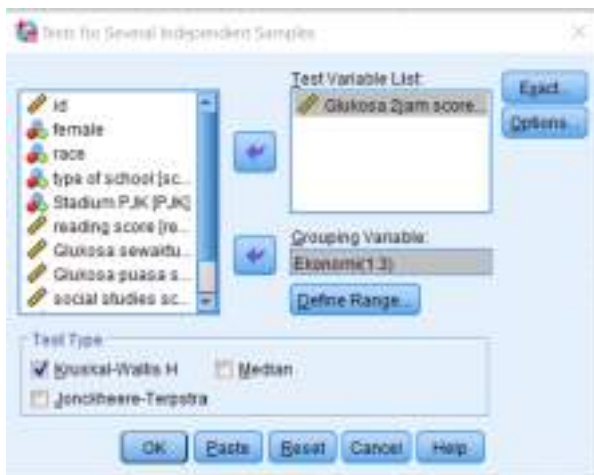 Tests for Several Independent Samples
id
female
race
type of school [sc...
Stadium PJK [PJK]
reading score [re...
Glukosa sewaktu...
Glukosa puasa s...
social studies sc...
Test Variable List:
Glukosa 2jam score...
Grouping Variable:
Ekonomi(1 3)
Define Range...
Exact...
Options...
Test Type
Kruskal-Wallis H
Median
Jonckheere-Terpstra
OK
Paste
Reset
Cancel
Help